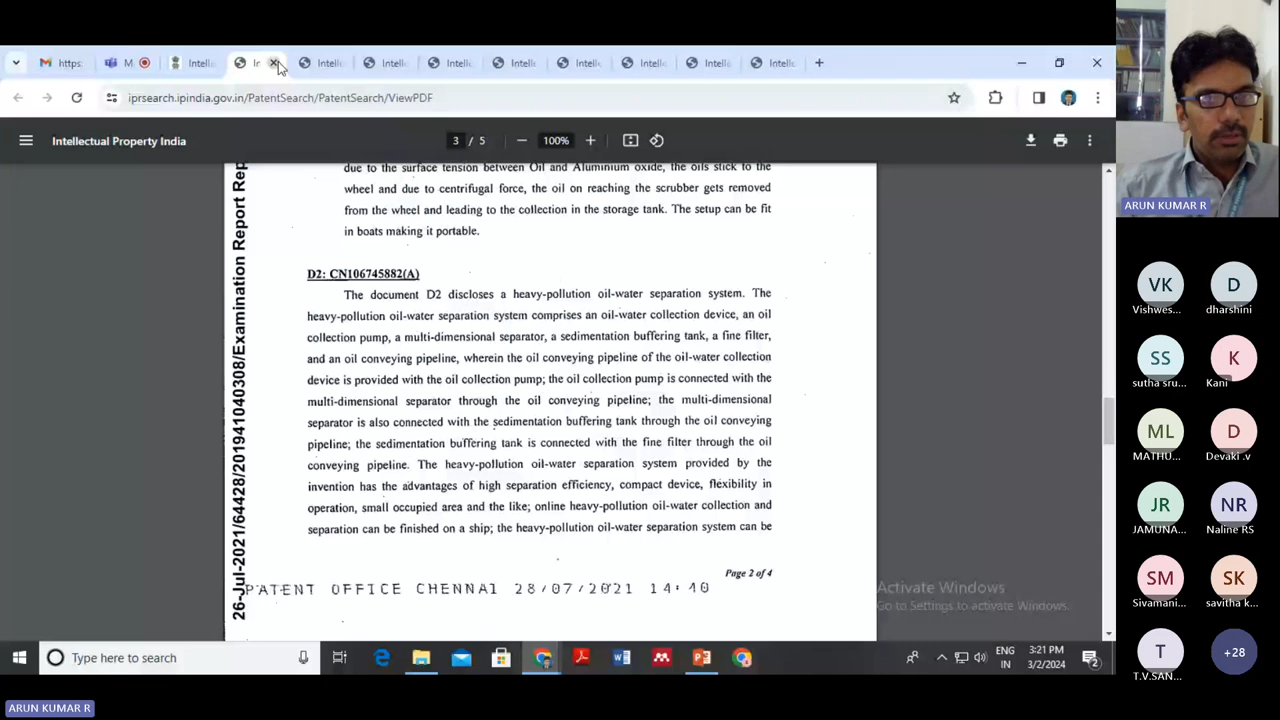 https:
M
Intella
In
Intelle
Intelle
Intelle
Intelle
Intelle
Intelle
Intelle
Intelle
iprsearch.ipindia.gov.in/PatentSearch/PatentSearch/ViewPDF
Intellectual Property India
3 / 5
100%
due to the surface tension between Oil and Aluminium oxide, the oils stick to the
wheel and due to centrifugal force, the oil on reaching the scrubber gets removed
from the wheel and leading to the collection in the storage tank. The setup can be fit
in boats making it portable.
D2: CN106745882(A)
The document D2 discloses a heavy-pollution oil-water separation system. The
heavy-pollution oil-water separation system comprises an oil-water collection device, an oil
collection pump, a multi-dimensional separator, a sedimentation buffering tank, a fine filter,
and an oil conveying pipeline, wherein the oil conveying pipeline of the oil-water collection
device is provided with the oil collection pump; the oil collection pump is connected with the
multi-dimensional separator through the oil conveying pipeline; the multi-dimensional
separator is also connected with the sedimentation buffering tank through the oil conveying
pipeline; the sedimentation buffering tank is connected with the fine filter through the oil
conveying pipeline. The heavy-pollution oil-water separation system provided by the
invention has the advantages of high separation efficiency, compact device, flexibility in
operation, small occupied area and the like; online heavy-pollution oil-water collection and
separation can be finished on a ship; the heavy-pollution oil-water separation system can be
Page 2 of 4
PATENT OFFICE CHENNAI 28/07/2021 14:40
26-Jul-2021/64428/201941040308/Examination Report Rep
Activate Windows
Go to Settings to activate Windows.
Type here to search
ENG
IN
3:21 PM
3/2/2024
2
ARUN KUMAR R
ARUN KUMAR R
VK
Vishwes...
D
dharshini
SS
sutha sru...
K
Kani
ML
MATHU...
D
Devaki .v
JR
JAMUNA...
NR
Naline RS
SM
Sivamani...
SK
savitha k...
T
T.V.SAN...
+28